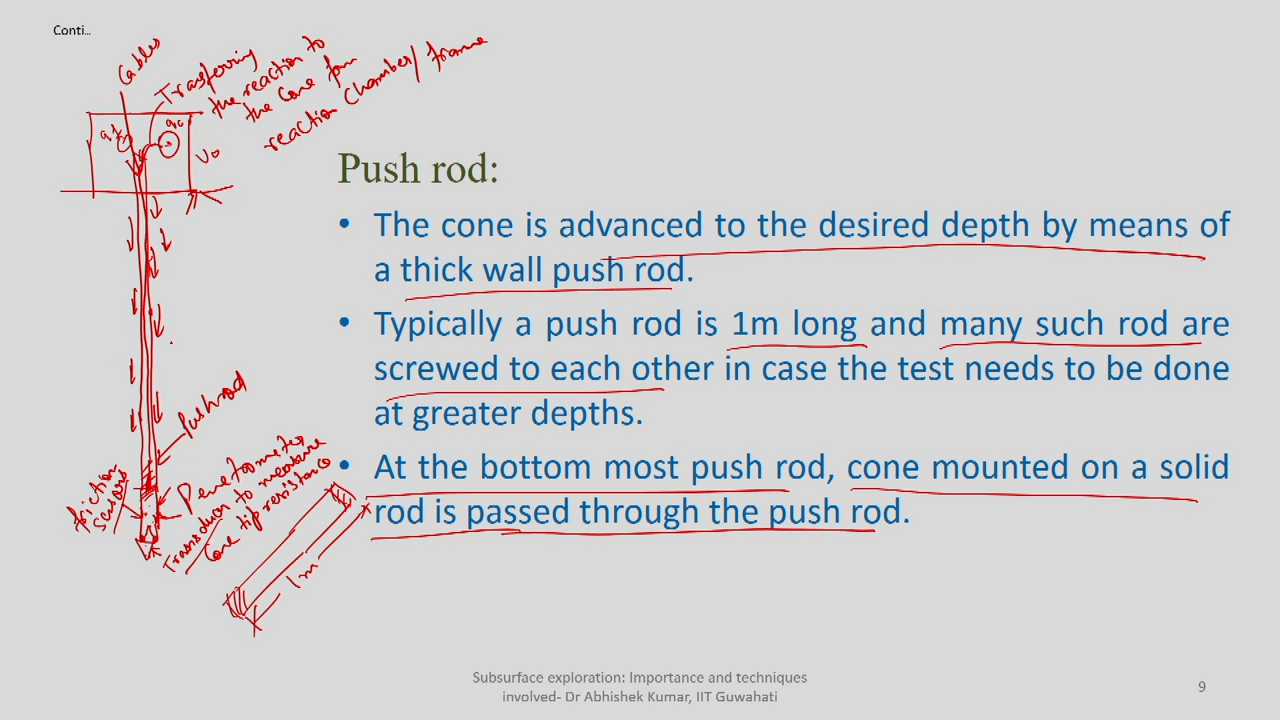 Conti…
Cables
Transferring
the reaction to
the cone from
reaction chamber/ frame
Push rod:
• The cone is advanced to the desired depth by means of
a thick wall push rod.
• Typically a push rod is 1m long and many such rod are
screwed to each other in case the test needs to be done
at greater depths.
• At the bottom most push rod, cone mounted on a solid
rod is passed through the push rod.
Push rod
Penetrometer
Transducer to measure
Cone tip resistance
friction
sensors
1m
Subsurface exploration: Importance and techniques
involved- Dr Abhishek Kumar, IIT Guwahati
9